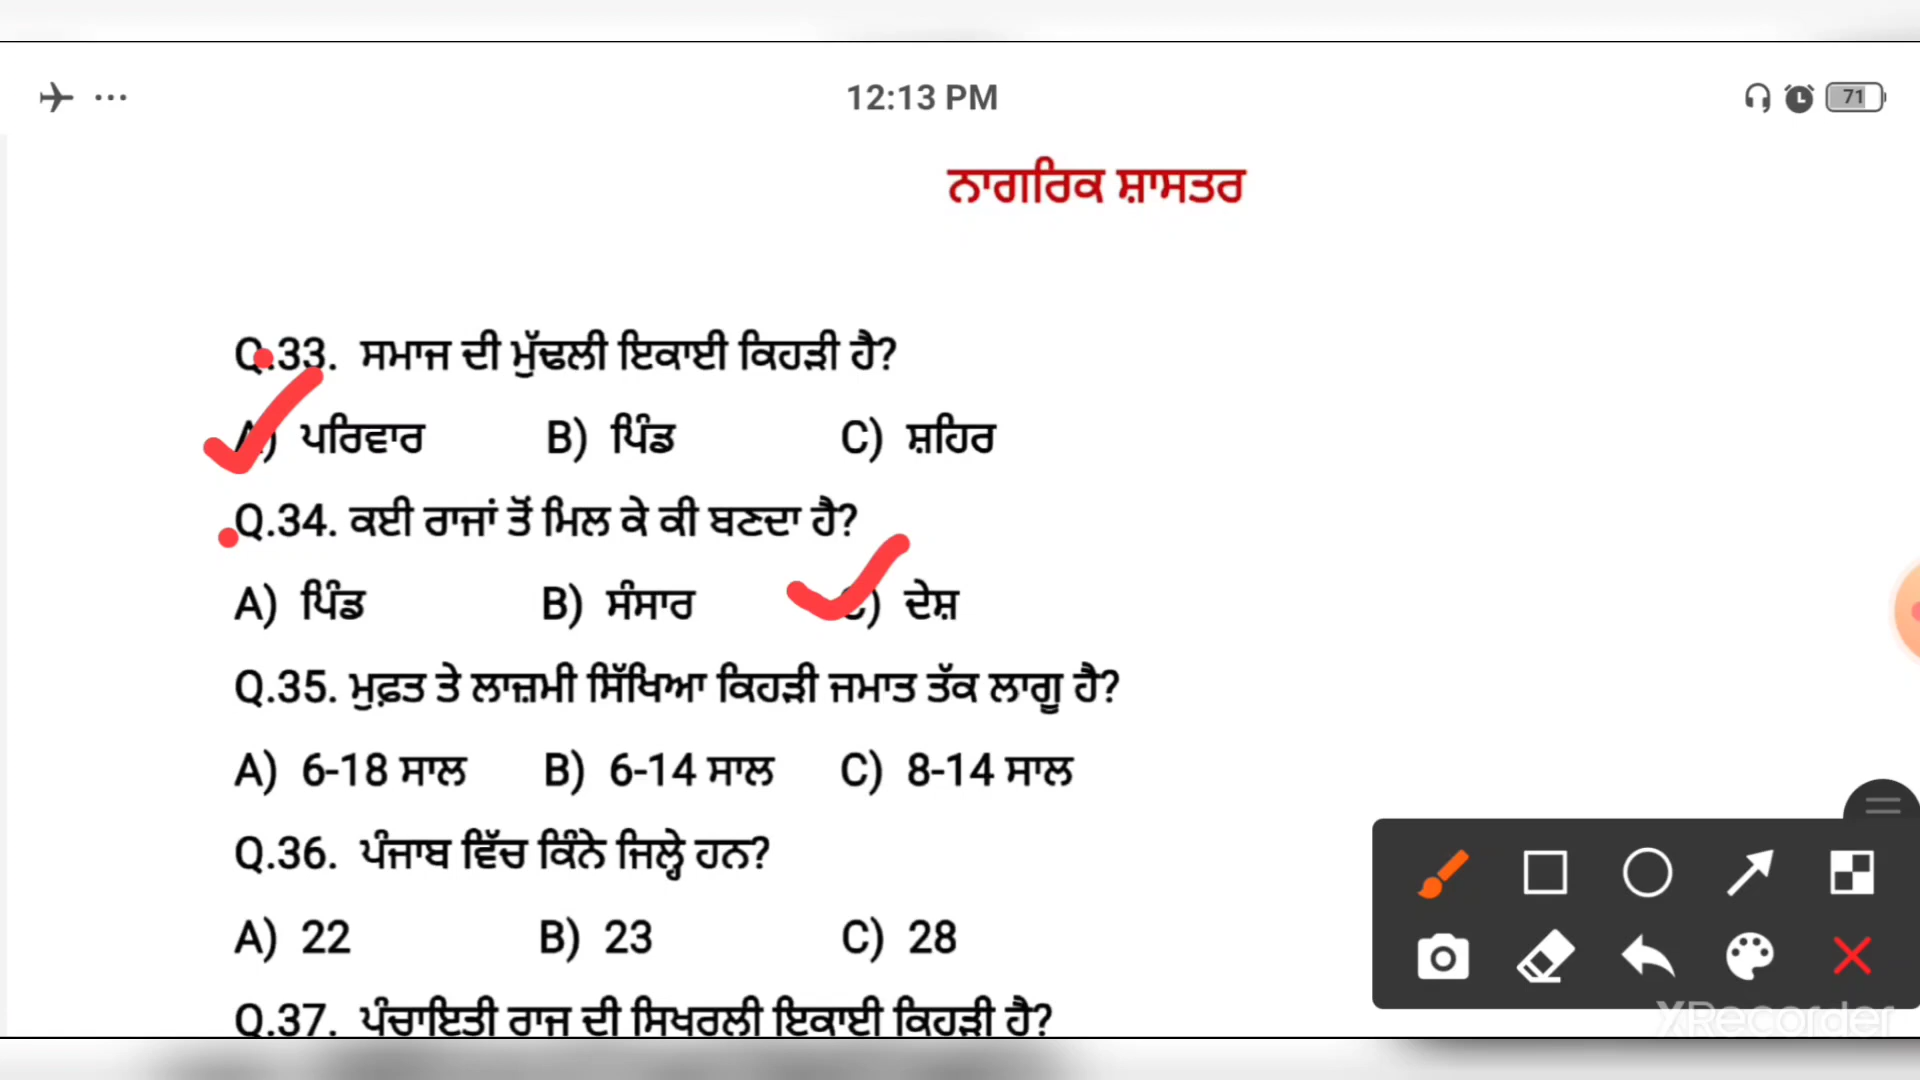 12:13 PM
71
ਨਾਗਰਿਕ ਸ਼ਾਸਤਰ
Q.33. ਸਮਾਜ ਦੀ ਮੁੱਢਲੀ ਇਕਾਈ ਕਿਹੜੀ ਹੈ?
A) ਪਰਿਵਾਰ B) ਪਿੰਡ C) ਸ਼ਹਿਰ
Q.34. ਕਈ ਰਾਜਾਂ ਤੋਂ ਮਿਲ ਕੇ ਕੀ ਬਣਦਾ ਹੈ?
A) ਪਿੰਡ B) ਸੰਸਾਰ C) ਦੇਸ਼
Q.35. ਮੁਫ਼ਤ ਤੇ ਲਾਜ਼ਮੀ ਸਿੱਖਿਆ ਕਿਹੜੀ ਜਮਾਤ ਤੱਕ ਲਾਗੂ ਹੈ?
A) 6-18 ਸਾਲ B) 6-14 ਸਾਲ C) 8-14 ਸਾਲ
Q.36. ਪੰਜਾਬ ਵਿੱਚ ਕਿੰਨੇ ਜਿਲ੍ਹੇ ਹਨ?
A) 22 B) 23 C) 28
Q.37. ਪੰਚਾਇਤੀ ਰਾਜ ਦੀ ਸਿਖਰਲੀ ਇਕਾਈ ਕਿਹੜੀ ਹੈ?
XRecorder